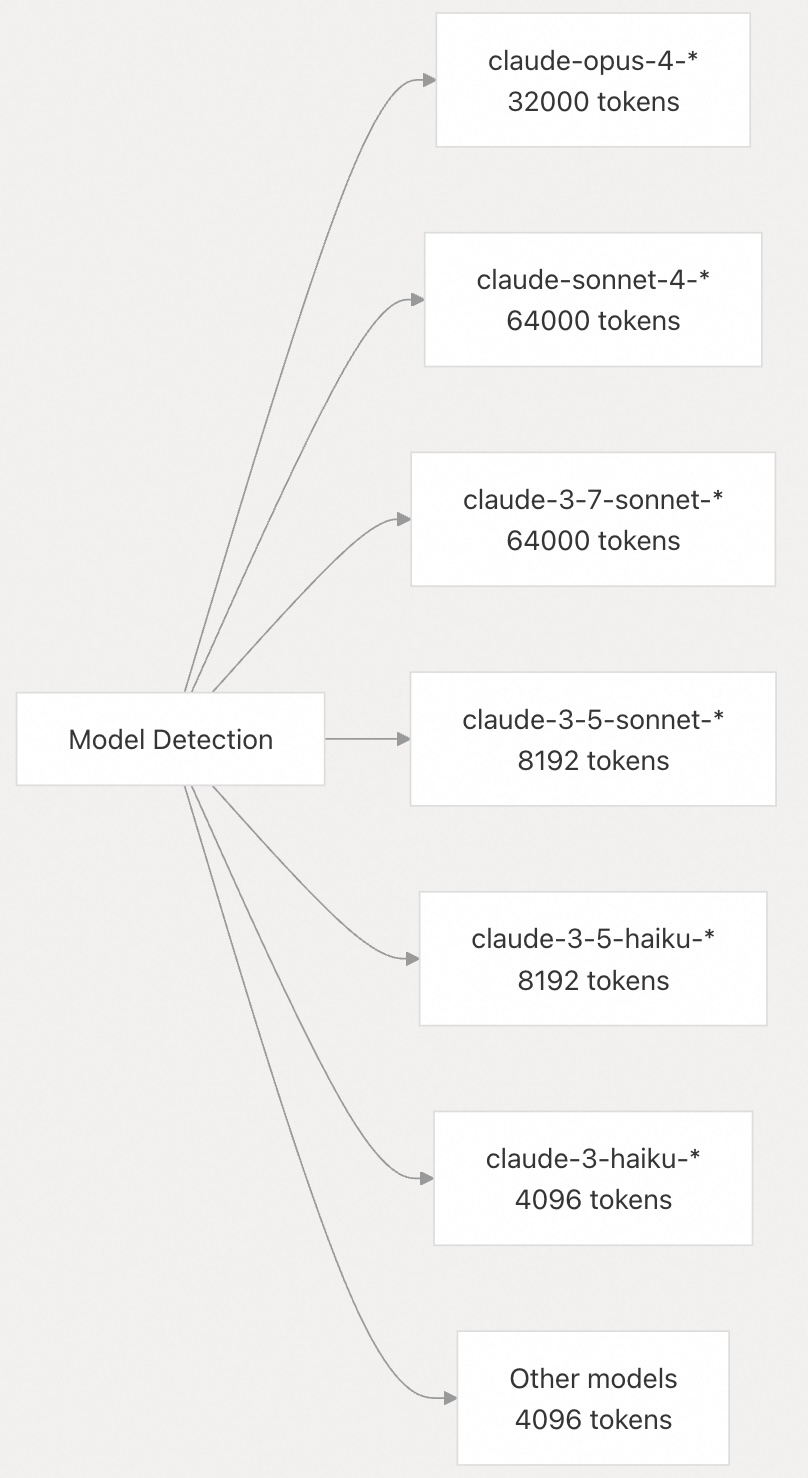 claude-opus-4-*
32000 tokens
claude-sonnet-4-*
64000 tokens
claude-3-7-sonnet-*
64000 tokens
Model Detection
claude-3-5-sonnet-*
8192 tokens
claude-3-5-haiku-*
8192 tokens
claude-3-haiku-*
4096 tokens
Other models
4096 tokens